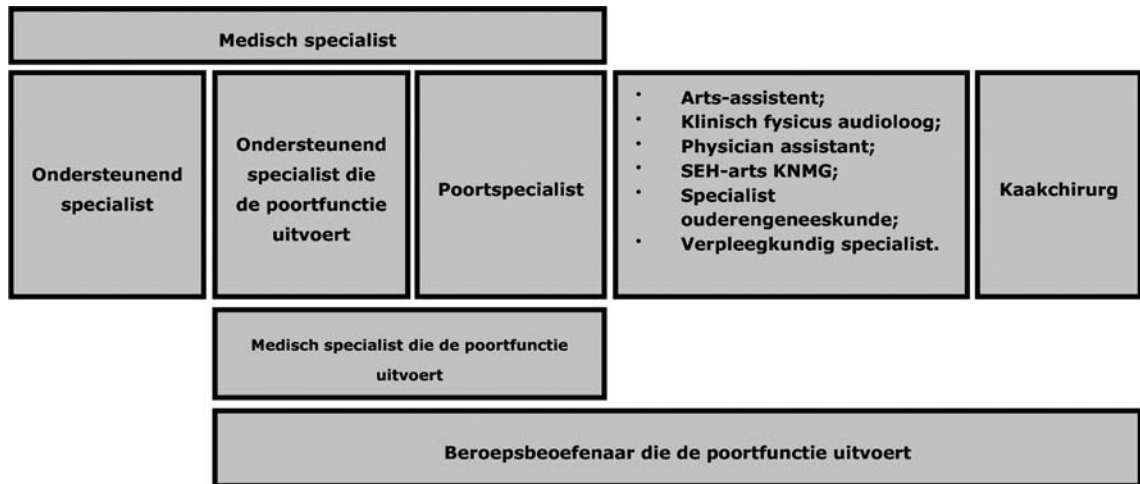 Medisch specialist
Ondersteunend
specialist
Ondersteunend
specialist die
de poortfunctie
uitvoert
Poortspecialist
· Arts-assistent;
· Klinisch fysicus audioloog;
· Physician assistant;
· SEH-arts KNMG;
· Specialist
ouderengeneeskunde;
· Verpleegkundig specialist.
Kaakchirurg
Medisch specialist die de poortfunctie
uitvoert
Beroepsbeoefenaar die de poortfunctie uitvoert